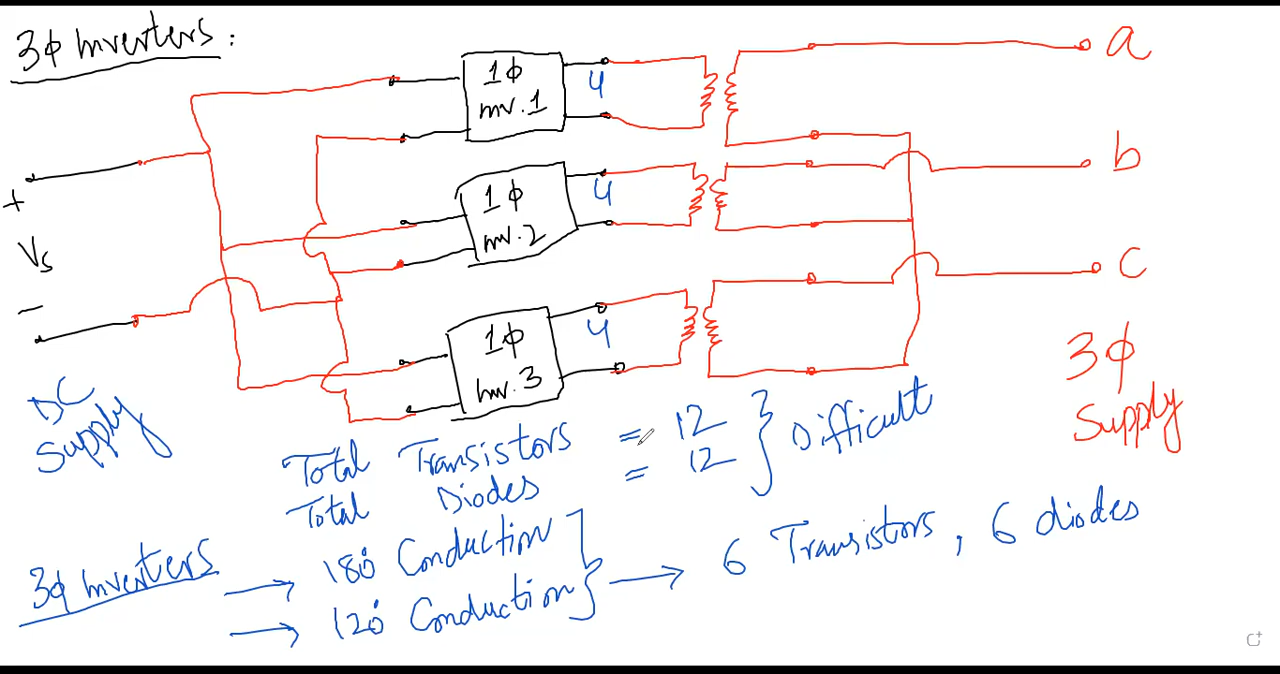 3ϕ Inverters :
a
1ϕ
inv. 1
4
b
+
1ϕ
inv. 2
4
Vs
c
-
1ϕ
Inv. 3
4
3ϕ
Supply
DC
Supply
Total Transistors = 12
Total Diodes = 12
} Difficult
3ϕ Inverters → 180° Conduction
→ 120° Conduction
} → 6 Transistors, 6 diodes